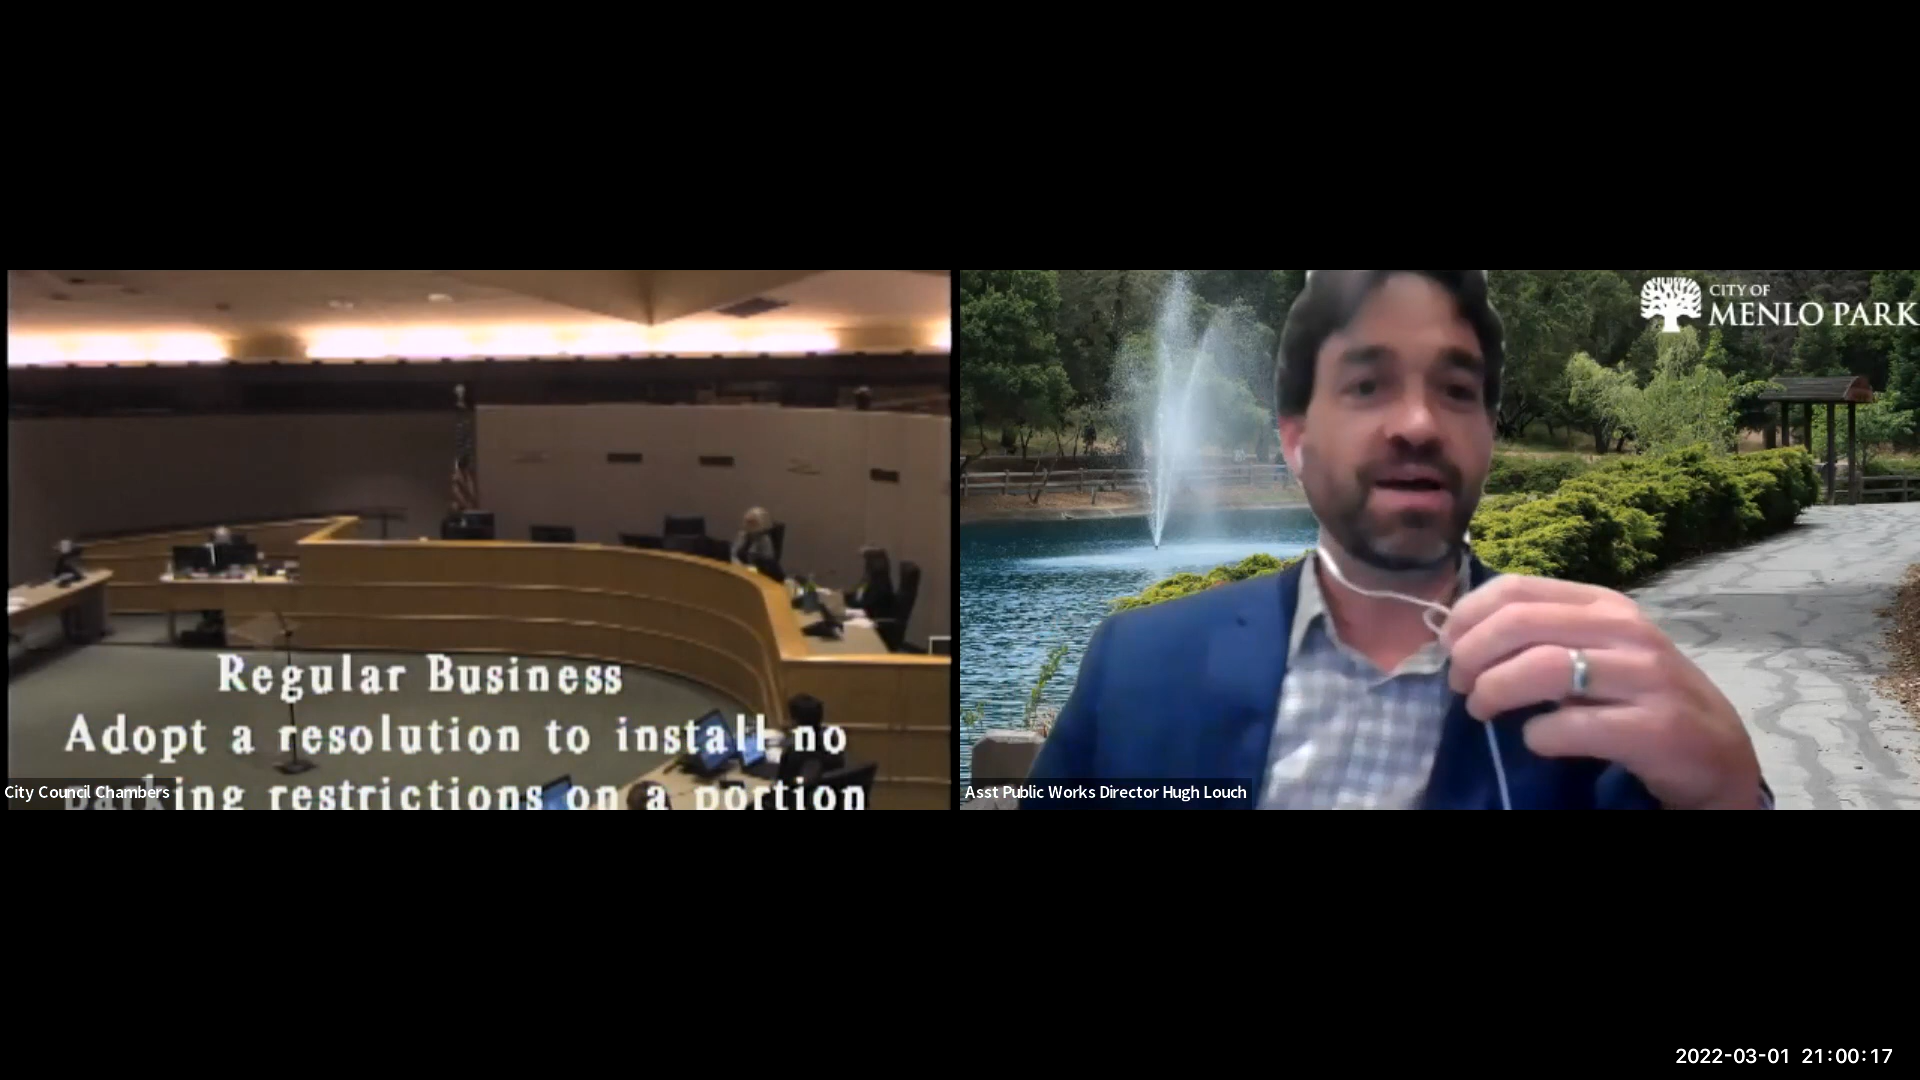 Regular Business
Adopt a resolution to install no
parking restrictions on a portion
City Council Chambers
CITY OF
MENLO PARK
Asst Public Works Director Hugh Louch
2022-03-01 21:00:17